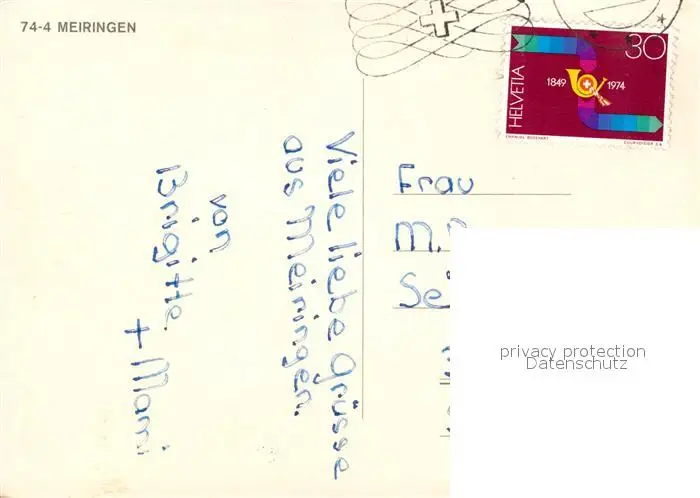 74-4 MEIRINGEN
HELVETIA
30
1849 1974
Viele liebe Grüsse
aus Meiringen.
von
Brigitte.
+ Mami
Frau
M.
privacy protection
Datenschutz